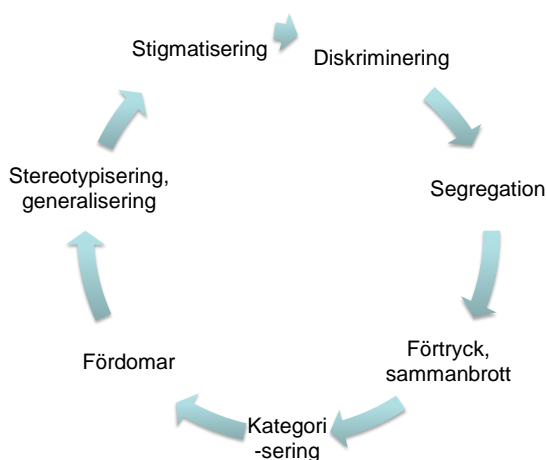 Stigmatisering
Diskriminering
Segregation
Förtryck,
sammanbrott
Kategori
-sering
Fördomar
Stereotypisering,
generalisering